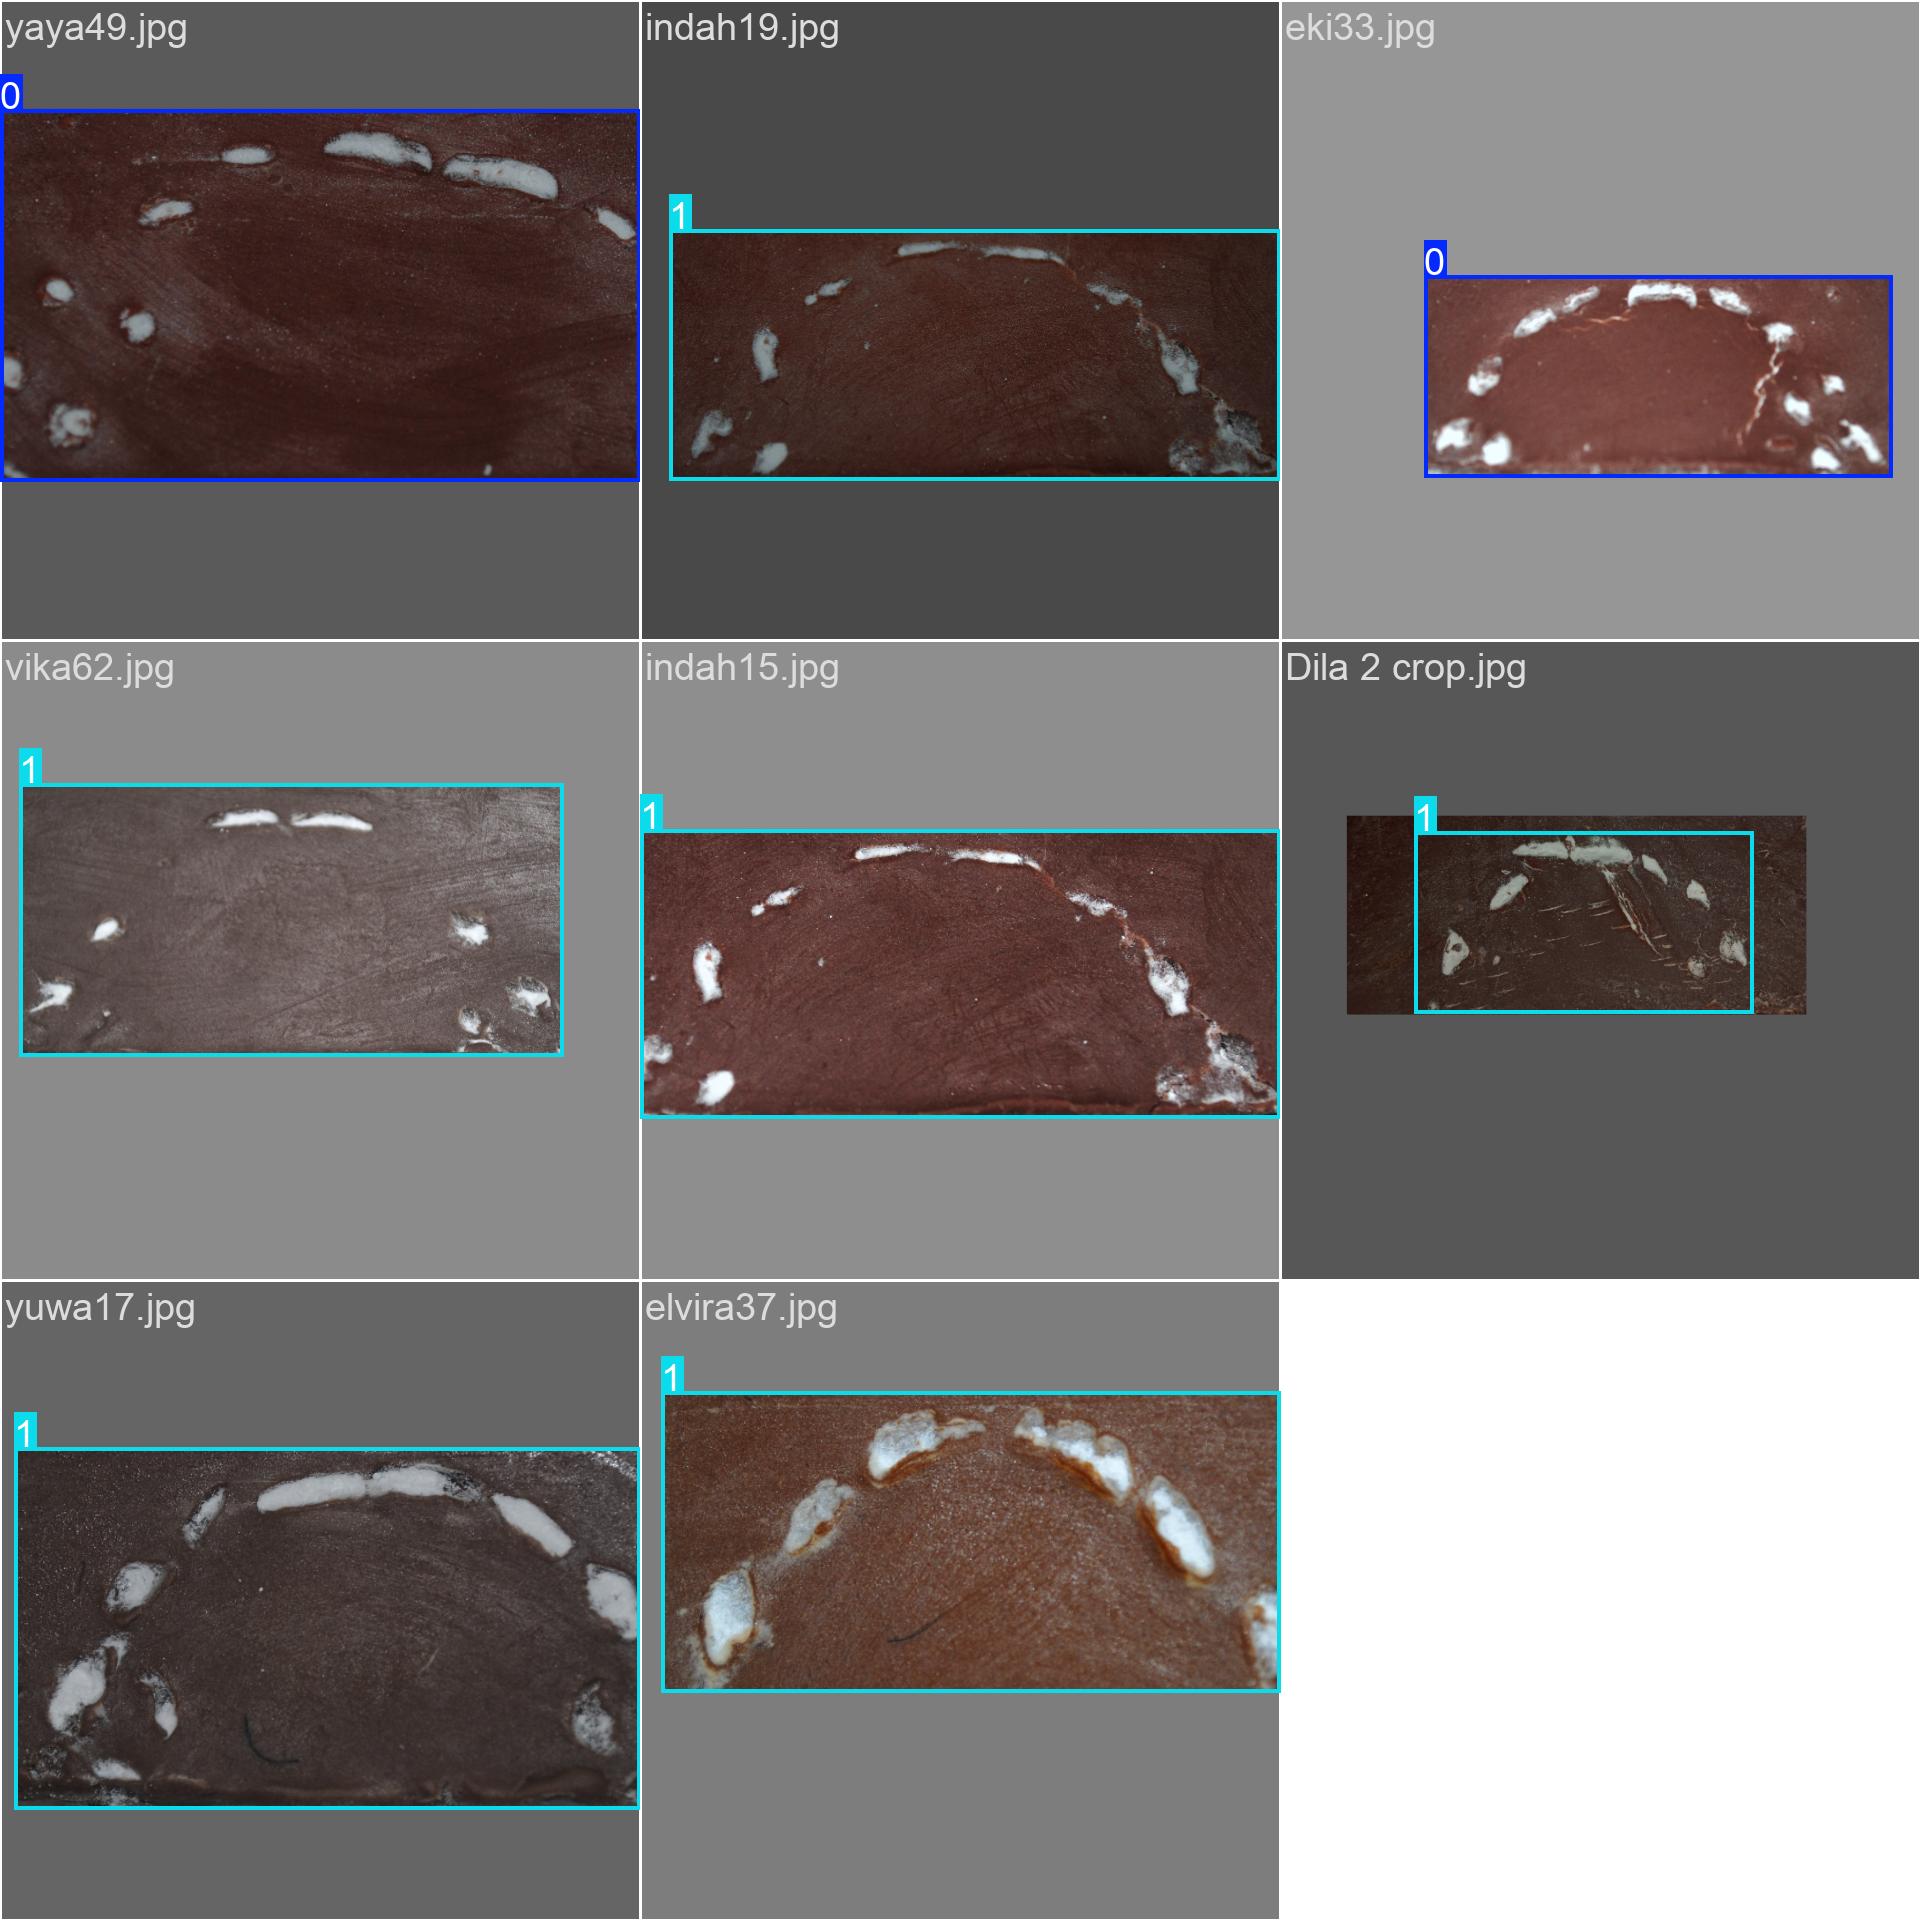 yaya49.jpg
0
indah19.jpg
1
eki33.jpg
0
vika62.jpg
1
indah15.jpg
1
Dila 2 crop.jpg
1
yuwa17.jpg
1
elvira37.jpg
1